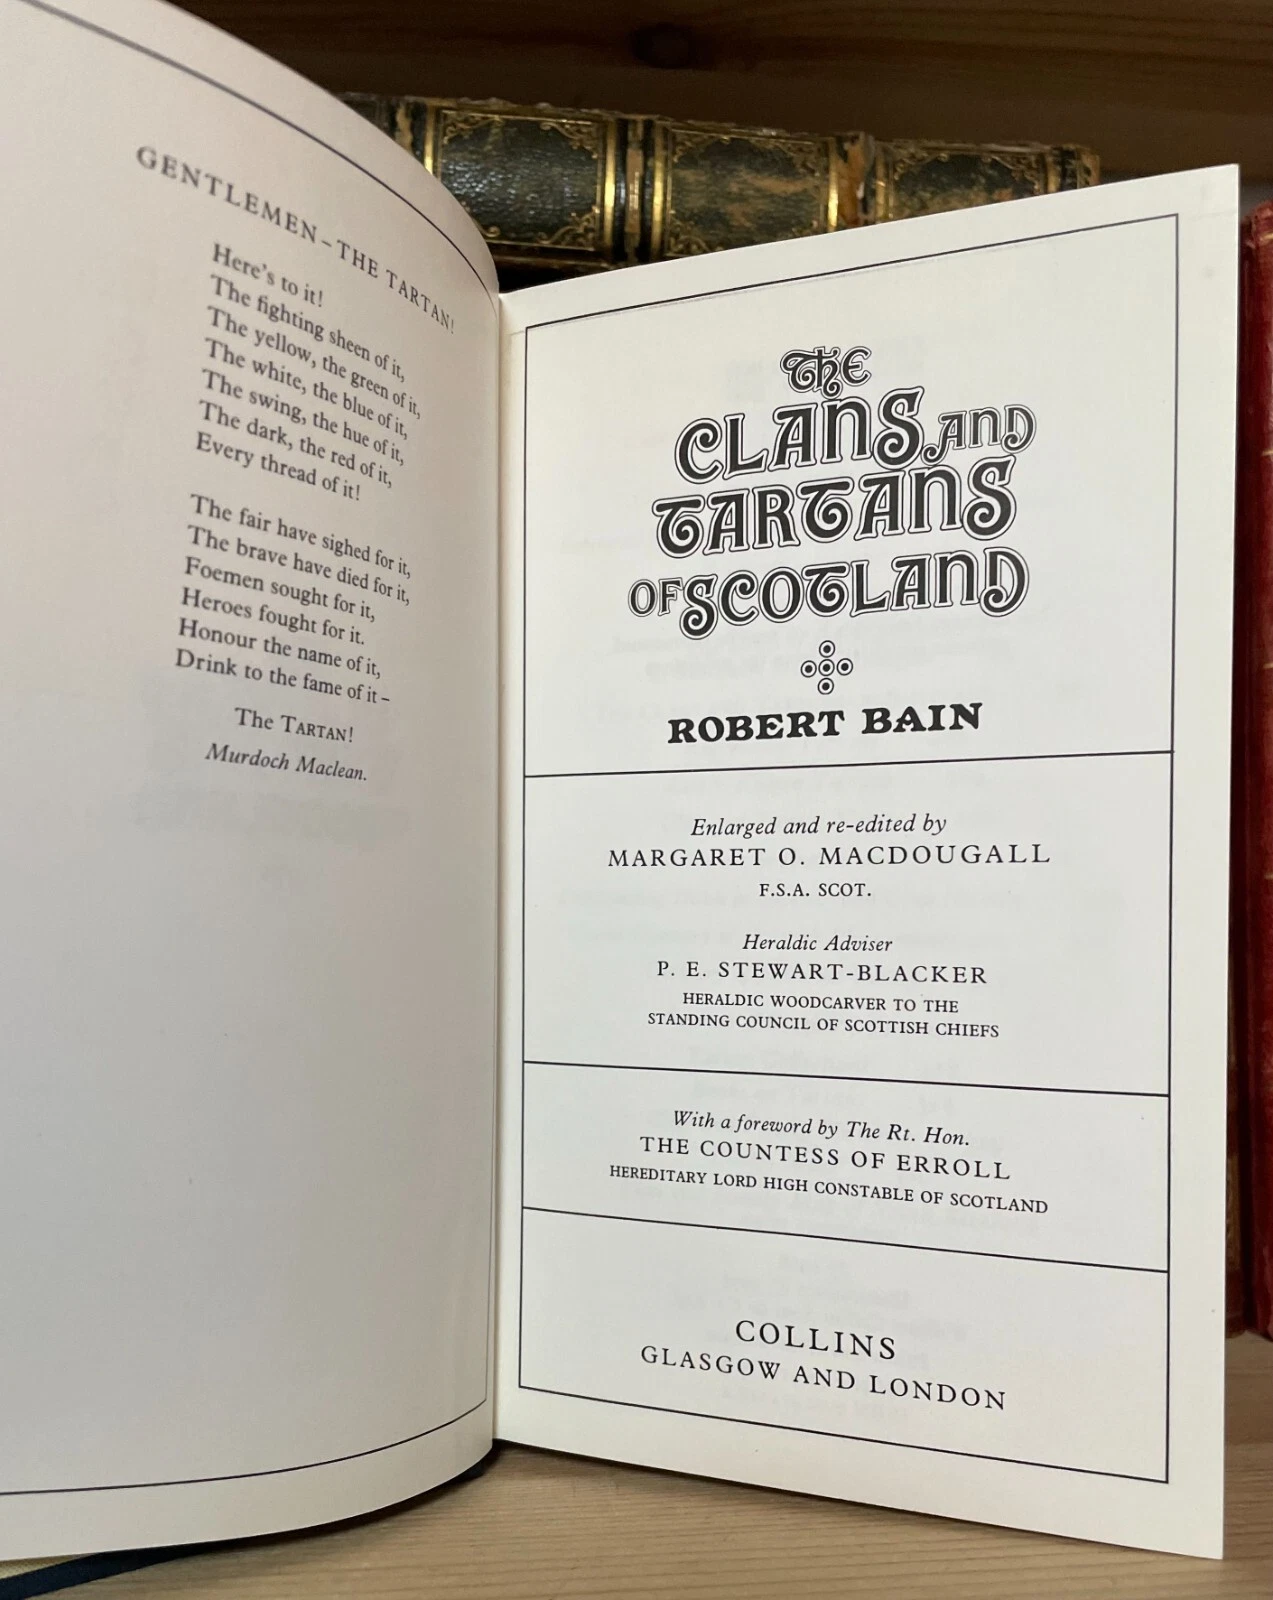 GENTLEMEN – THE TARTAN!
Here's to it!
The fighting sheen of it,
The yellow, the green of it,
The white, the blue of it,
The swing, the hue of it,
The dark, the red of it,
Every thread of it!
The fair have sighed for it,
The brave have died for it,
Foemen sought for it,
Heroes fought for it.
Honour the name of it,
Drink to the fame of it –
The TARTAN!
Murdoch Maclean.
THE
CLANS AND
TARTANS
OF SCOTLAND
ROBERT BAIN
Enlarged and re-edited by
MARGARET O. MACDOUGALL
F.S.A. SCOT.
Heraldic Adviser
P. E. STEWART-BLACKER
HERALDIC WOODCARVER TO THE
STANDING COUNCIL OF SCOTTISH CHIEFS
With a foreword by The Rt. Hon.
THE COUNTESS OF ERROLL
HEREDITARY LORD HIGH CONSTABLE OF SCOTLAND
COLLINS
GLASGOW AND LONDON